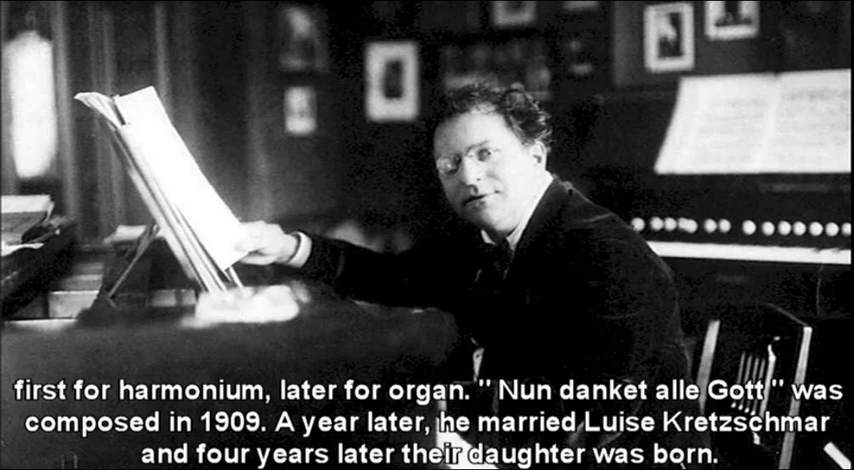 first for harmonium, later for organ. " Nun danket alle Gott " was
composed in 1909. A year later, he married Luise Kretzschmar
and four years later their daughter was born.